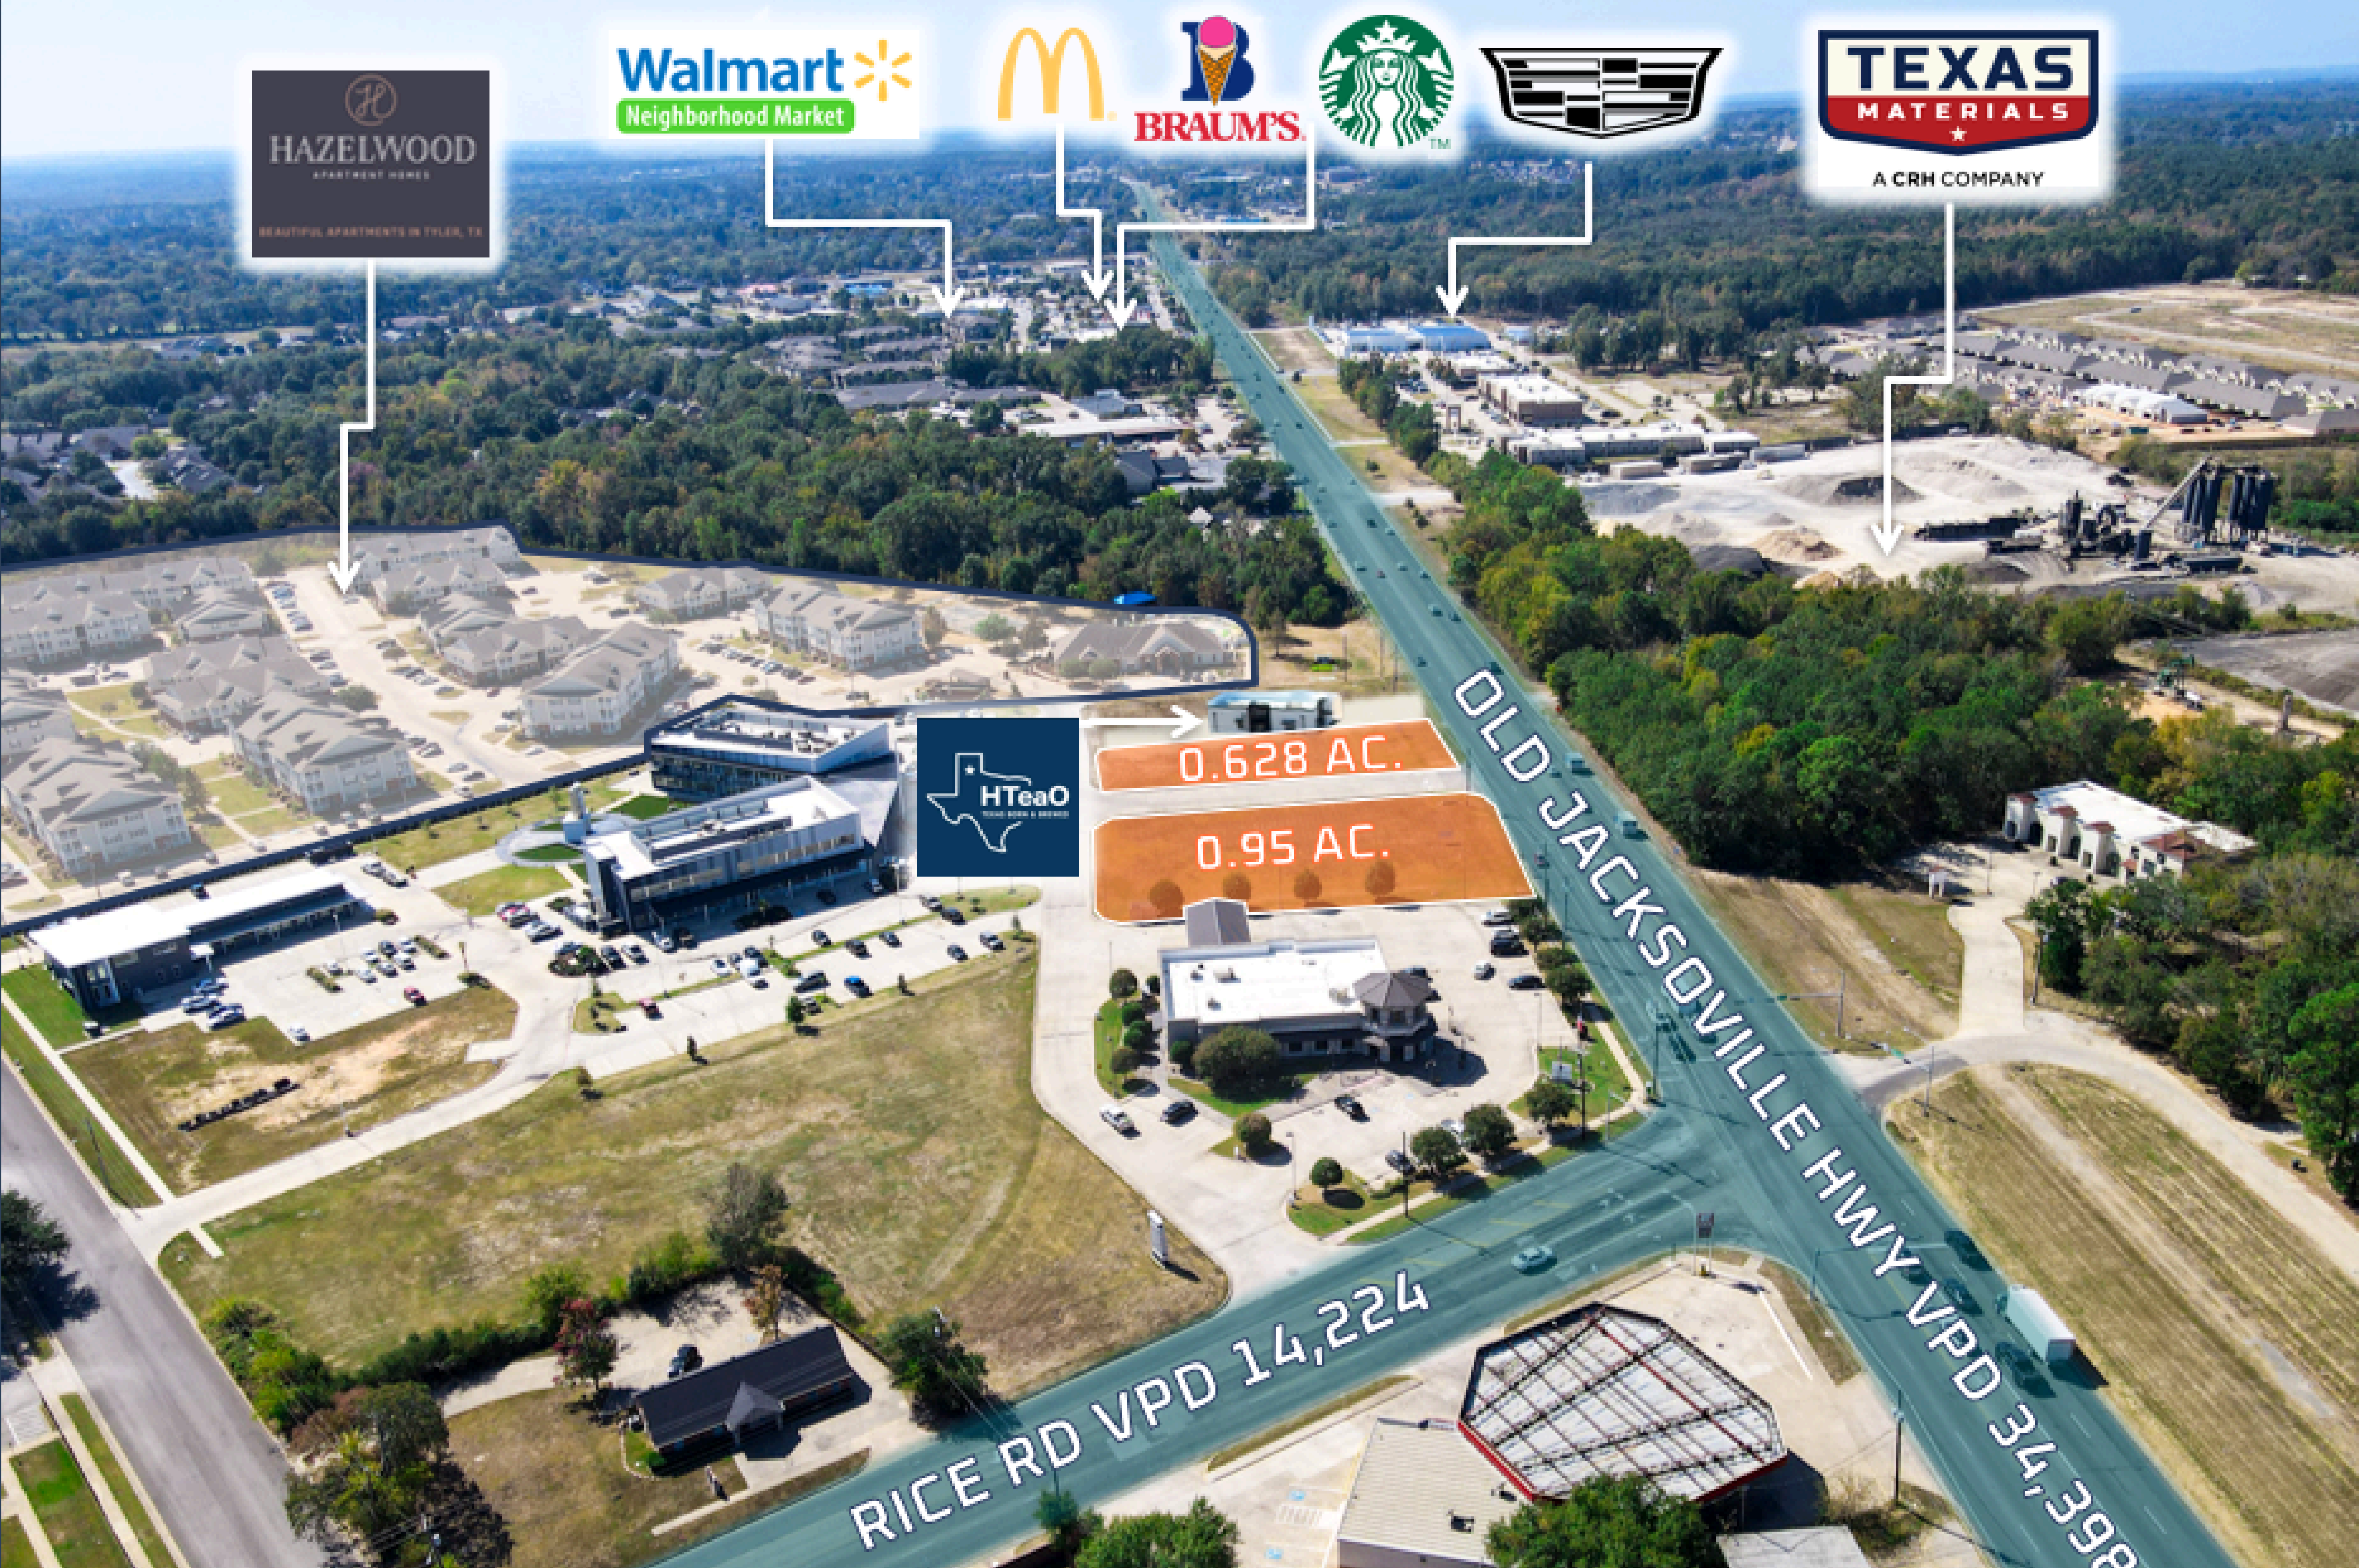 HAZELWOOD
APARTMENT HOMES
BEAUTIFUL APARTMENTS IN TYLER, TX
Walmart
Neighborhood Market
B
BRAUM'S
TM
TEXAS
MATERIALS
A CRH COMPANY
HTeaO
TEXAS BORN & BREWED
0.628 AC.
0.95 AC.
OLD JACKSOVILLE HWY VPD 34,398
RICE RD VPD 14,224